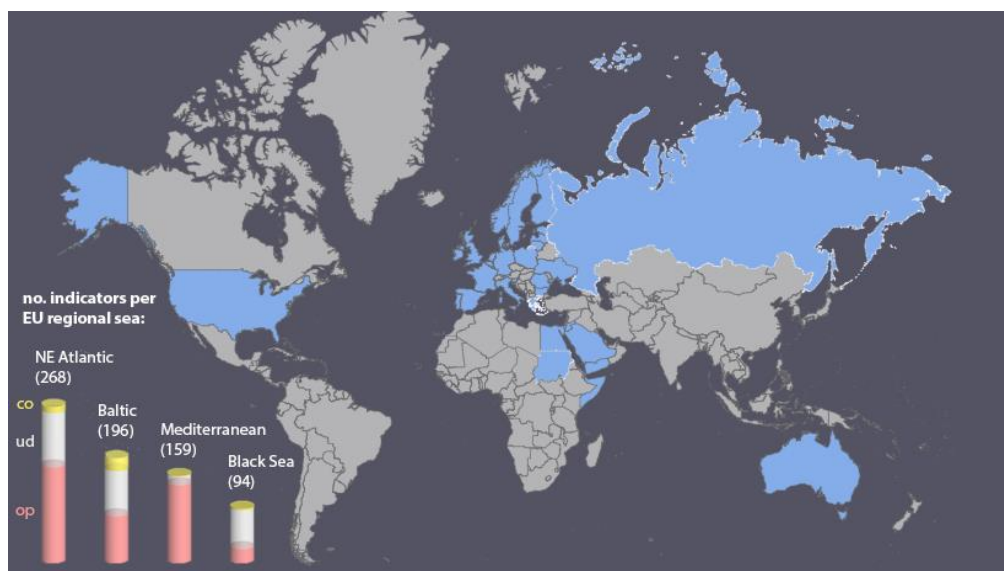 no. indicators per
EU regional sea:
NE Atlantic
(268)
Baltic
(196)
Mediterranean
(159)
Black Sea
(94)
co
ud
op